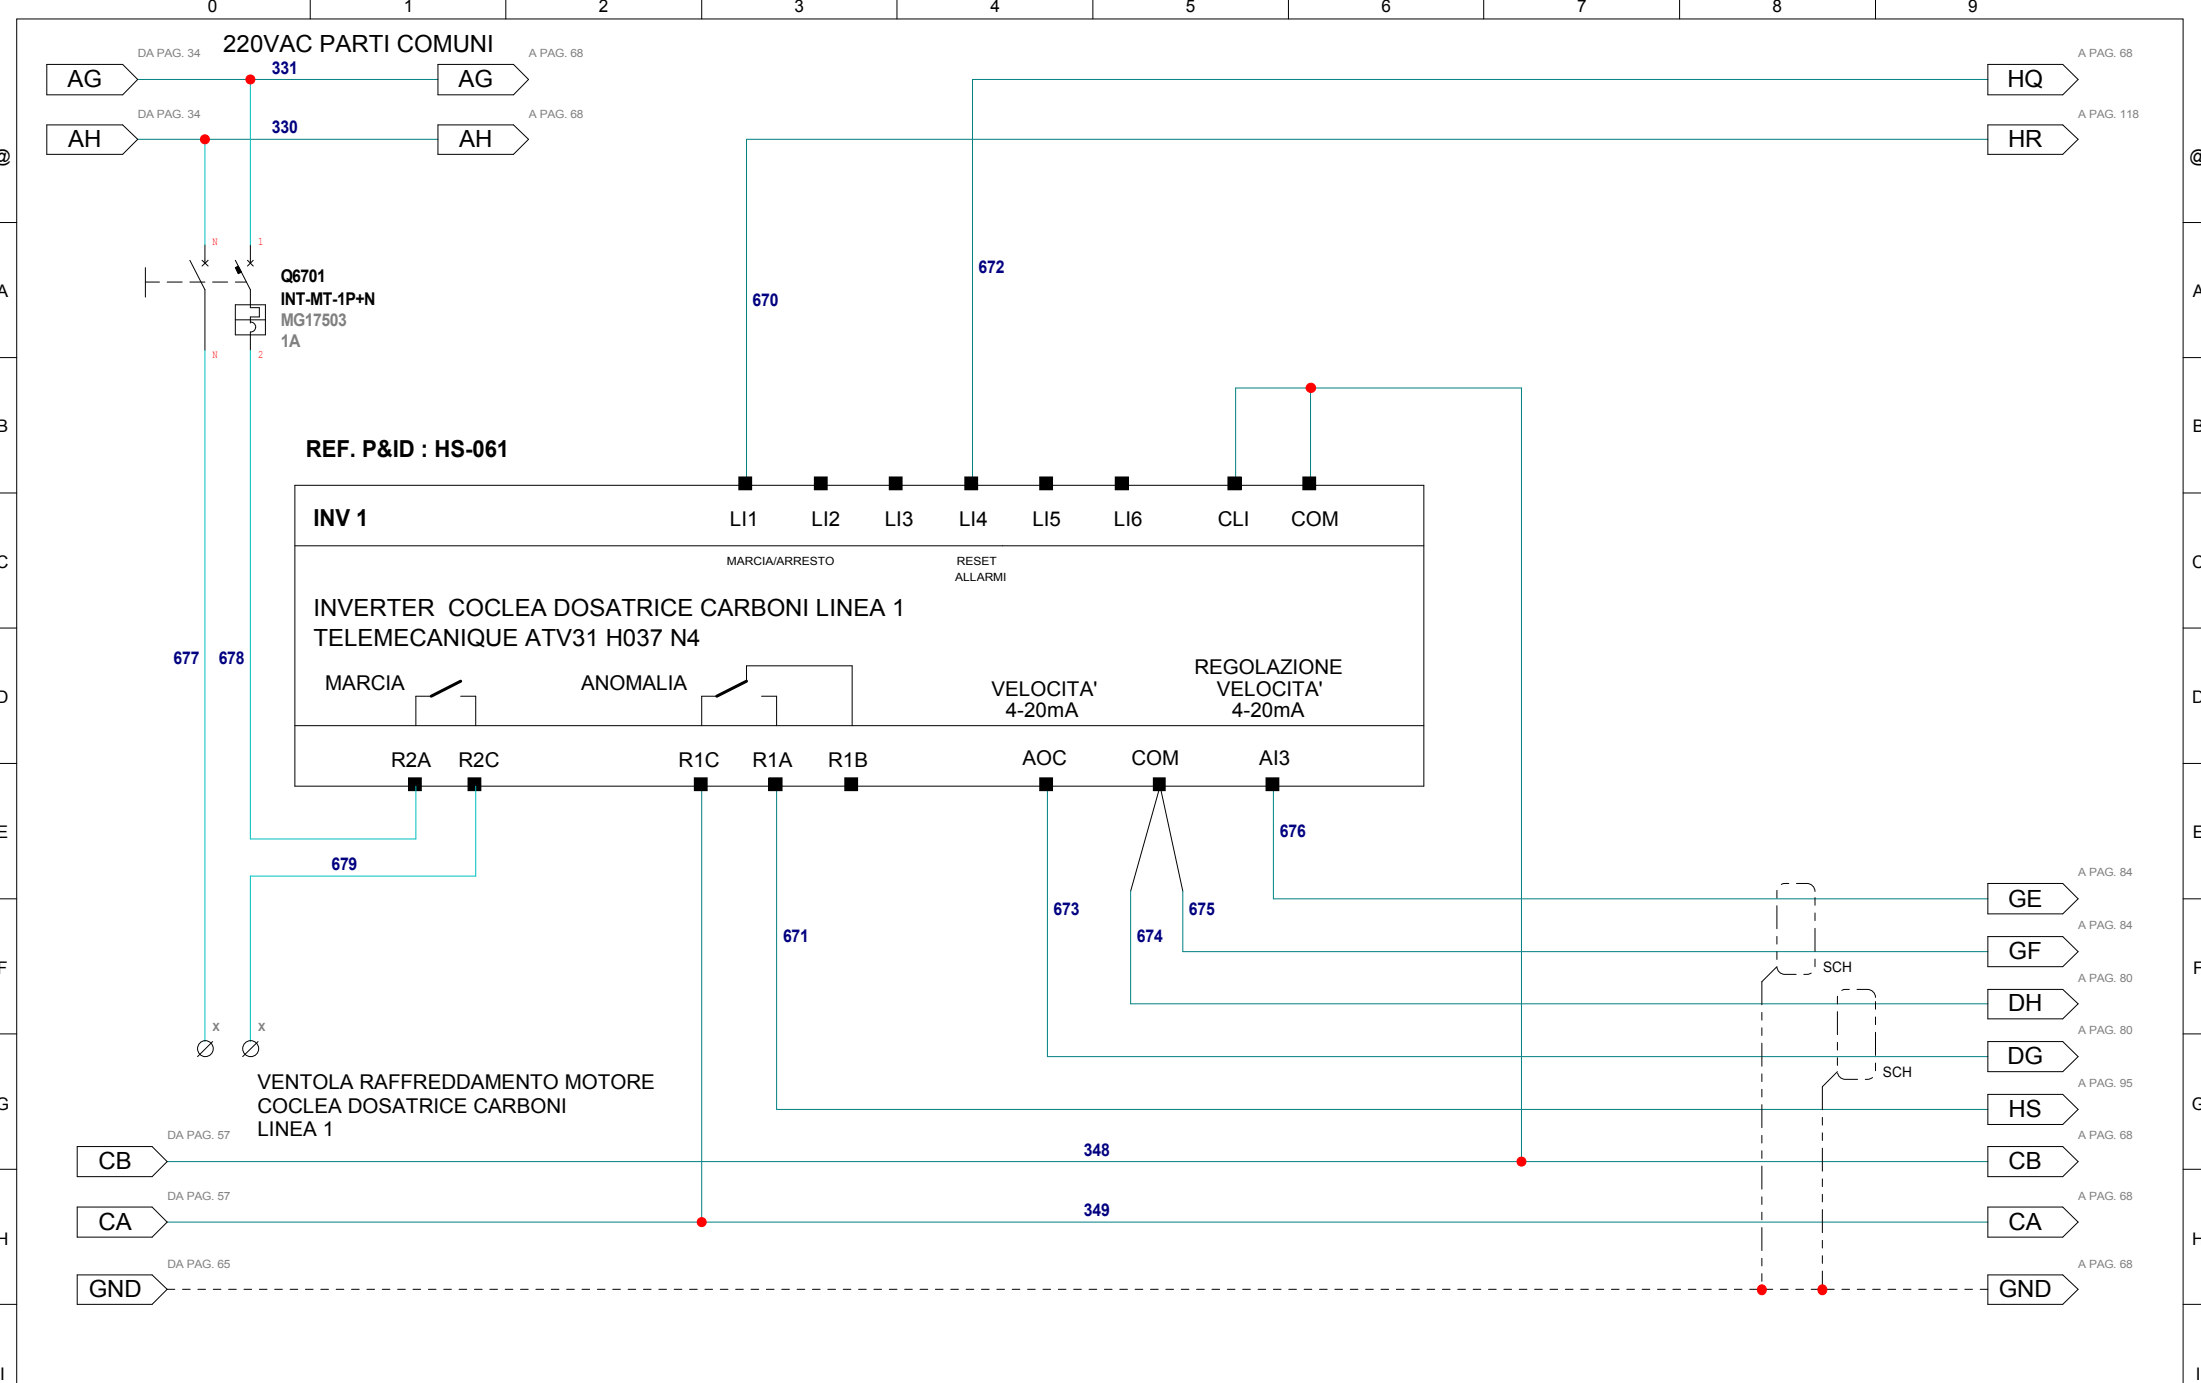 0 1 2 3 4 5 6 7 8 9
220VAC PARTI COMUNI
DA PAG. 34 A PAG. 68 A PAG. 68
AG 331 AG HQ
DA PAG. 34 A PAG. 68 A PAG. 118
AH 330 AH HR
@ @
N 1
672
Q6701
A A
INT-MT-1P+N
670
MG17503
1A
N 2
B B
REF. P&ID : HS-061
INV 1 LI1 LI2 LI3 LI4 LI5 LI6 CLI COM
C C
MARCIA/ARRESTO RESET
ALLARMI
INVERTER COCLEA DOSATRICE CARBONI LINEA 1
TELEMECANIQUE ATV31 H037 N4
677 678
REGOLAZIONE
MARCIA ANOMALIA VELOCITA' VELOCITA'
D D
4-20mA 4-20mA
R2A R2C R1C R1A R1B AOC COM AI3
E 676 E
679
A PAG. 84
GE
673 675
A PAG. 84
671 674
GF
F SCH F
A PAG. 80
DH
x x A PAG. 80
DG
SCH
VENTOLA RAFFREDDAMENTO MOTORE
A PAG. 95
COCLEA DOSATRICE CARBONI
G HS G
LINEA 1
DA PAG. 57 A PAG. 68
348
CB CB
DA PAG. 57 A PAG. 68
349
CA CA
H H
DA PAG. 65 A PAG. 68
GND GND
I I